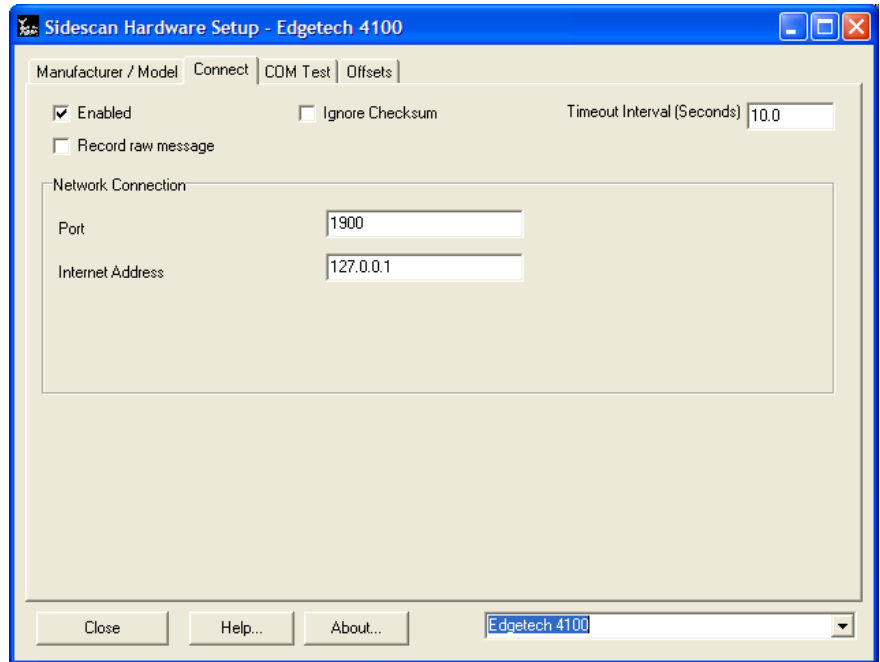 Sidescan Hardware Setup - Edgetech 4100
Manufacturer / Model Connect COM Test Offsets
Enabled Ignore Checksum Timeout Interval (Seconds) 10.0
Record raw message
Network Connection
Port 1900
Internet Address 127.0.0.1
Close Help... About... Edgetech 4100